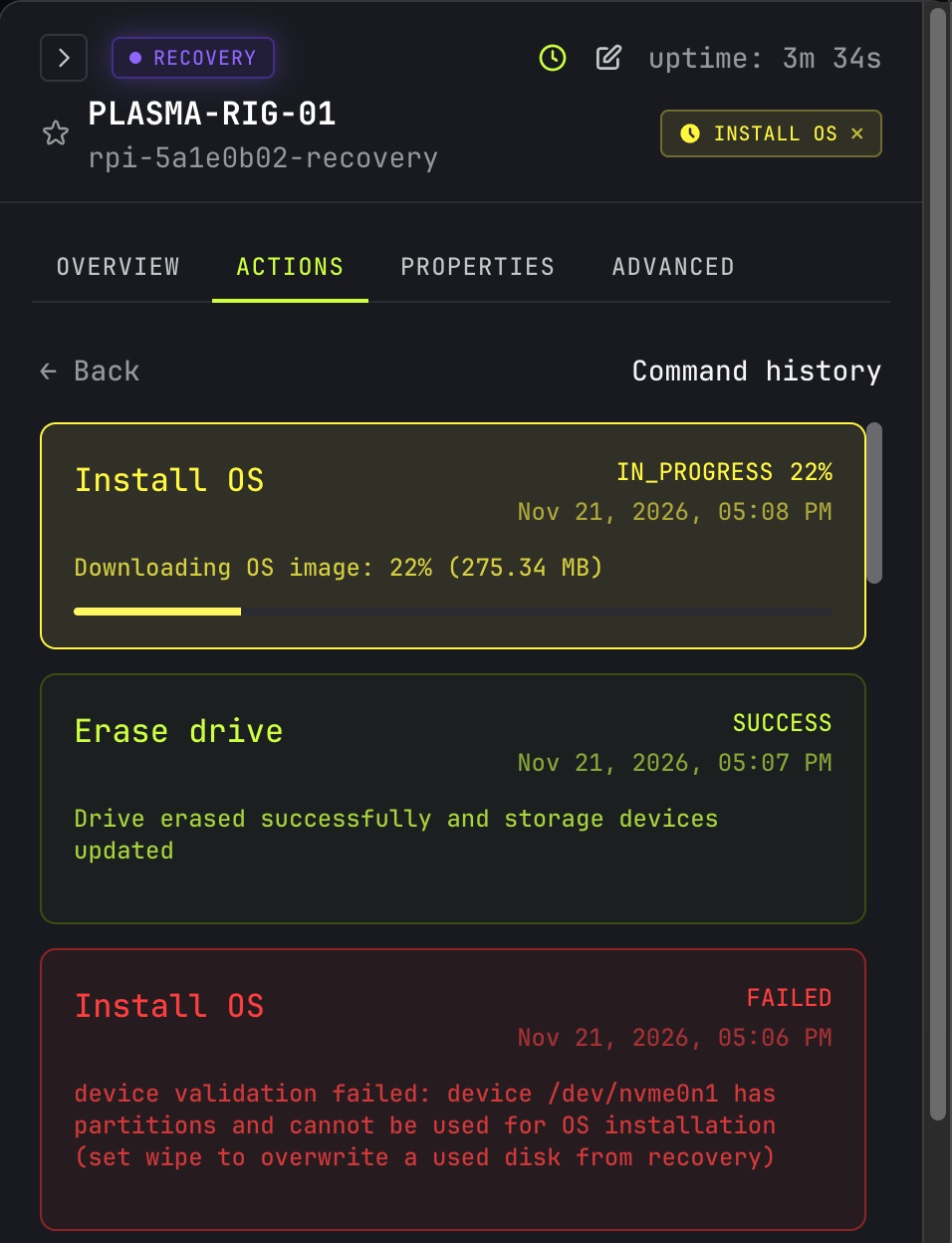 RECOVERY
uptime: 3m 34s
PLASMA-RIG-01
rpi-5a1e0b02-recovery
INSTALL OS ×
OVERVIEW ACTIONS PROPERTIES ADVANCED
← Back
Command history
Install OS
IN_PROGRESS 22%
Nov 21, 2026, 05:08 PM
Downloading OS image: 22% (275.34 MB)
Erase drive
SUCCESS
Nov 21, 2026, 05:07 PM
Drive erased successfully and storage devices
updated
Install OS
FAILED
Nov 21, 2026, 05:06 PM
device validation failed: device /dev/nvme0n1 has
partitions and cannot be used for OS installation
(set wipe to overwrite a used disk from recovery)